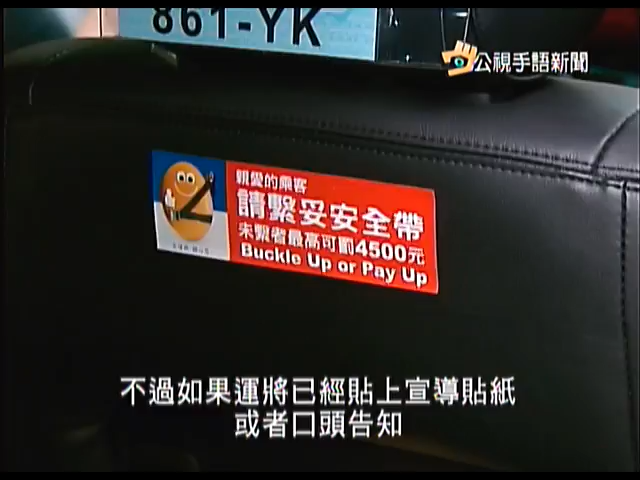 861-YK
公視手語新聞
親愛的乘客
請繫妥安全帶
未繫者最高可罰4500元
Buckle Up or Pay Up
不過如果運將已經貼上宣導貼紙
或者口頭告知